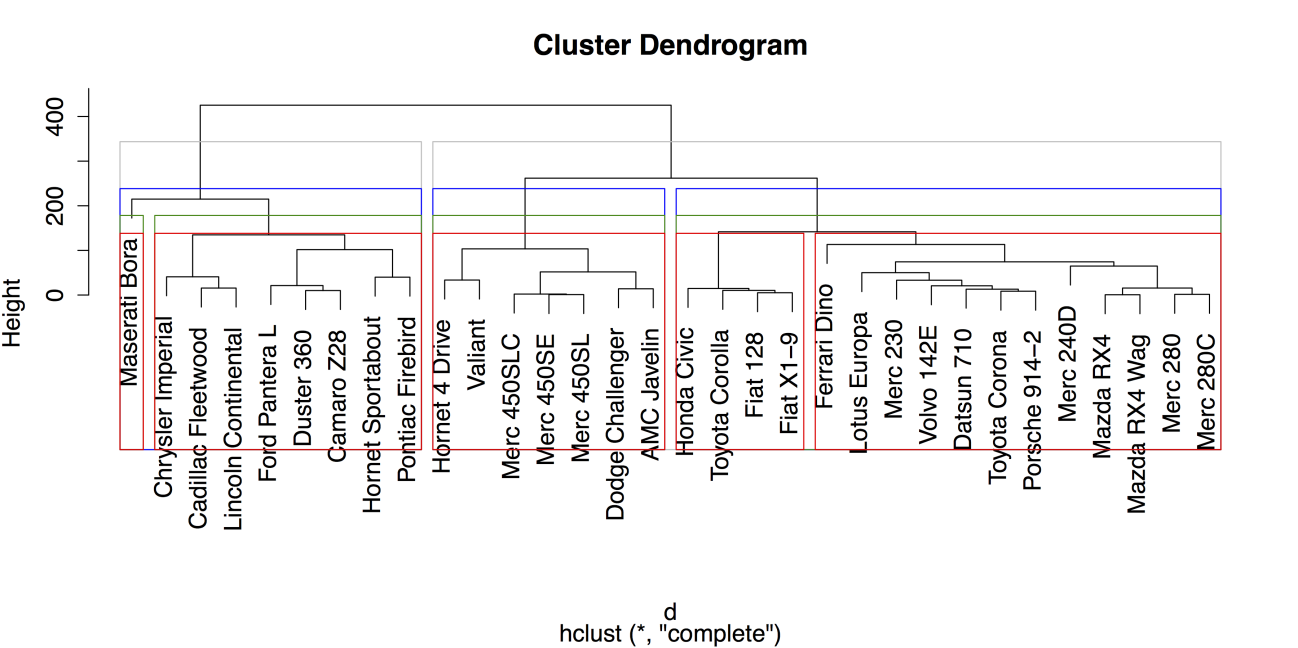 Cluster Dendrogram
Height
400
200
0
Maserati Bora
Chrysler Imperial
Cadillac Fleetwood
Lincoln Continental
Ford Pantera L
Duster 360
Camaro Z28
Hornet Sportabout
Pontiac Firebird
Hornet 4 Drive
Valiant
Merc 450SLC
Merc 450SE
Merc 450SL
Dodge Challenger
AMC Javelin
Honda Civic
Toyota Corolla
Fiat 128
Fiat X1−9
Ferrari Dino
Lotus Europa
Merc 230
Volvo 142E
Datsun 710
Toyota Corona
Porsche 914−2
Merc 240D
Mazda RX4
Mazda RX4 Wag
Merc 280
Merc 280C
d
hclust (*, "complete")